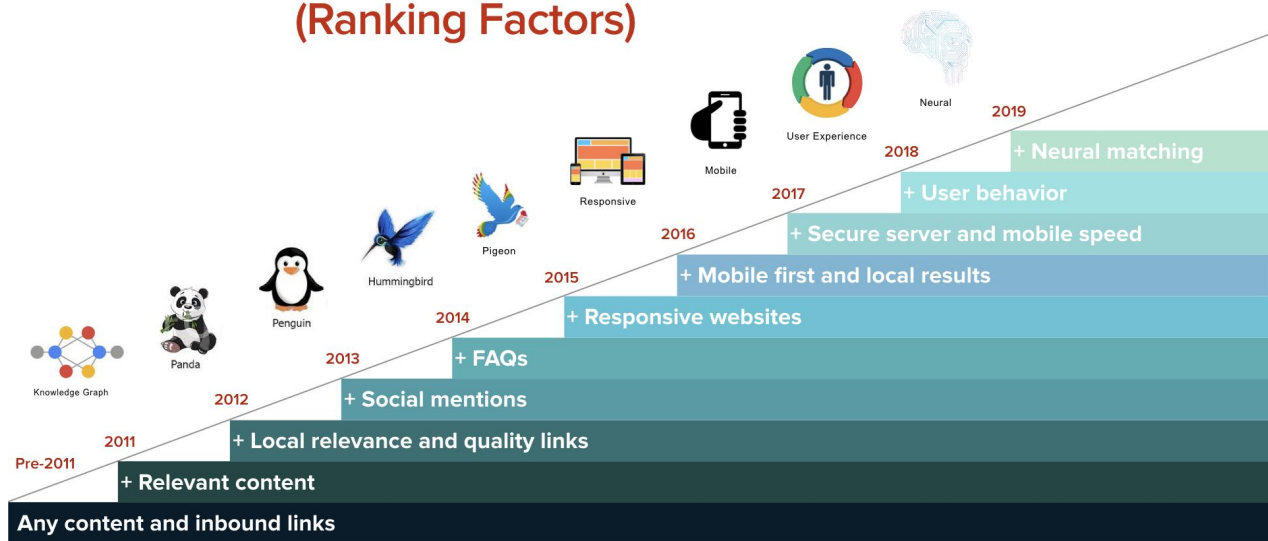 (Ranking Factors)
Neural
2019
User Experience
+ Neural matching
2018
Mobile
+ User behavior
2017
Responsive
+ Secure server and mobile speed
2016
Pigeon
+ Mobile first and local results
2015
Hummingbird
+ Responsive websites
2014
Penguin
+ FAQs
2013
Panda
+ Social mentions
2012
Knowledge Graph
+ Local relevance and quality links
2011
Pre-2011
+ Relevant content
Any content and inbound links